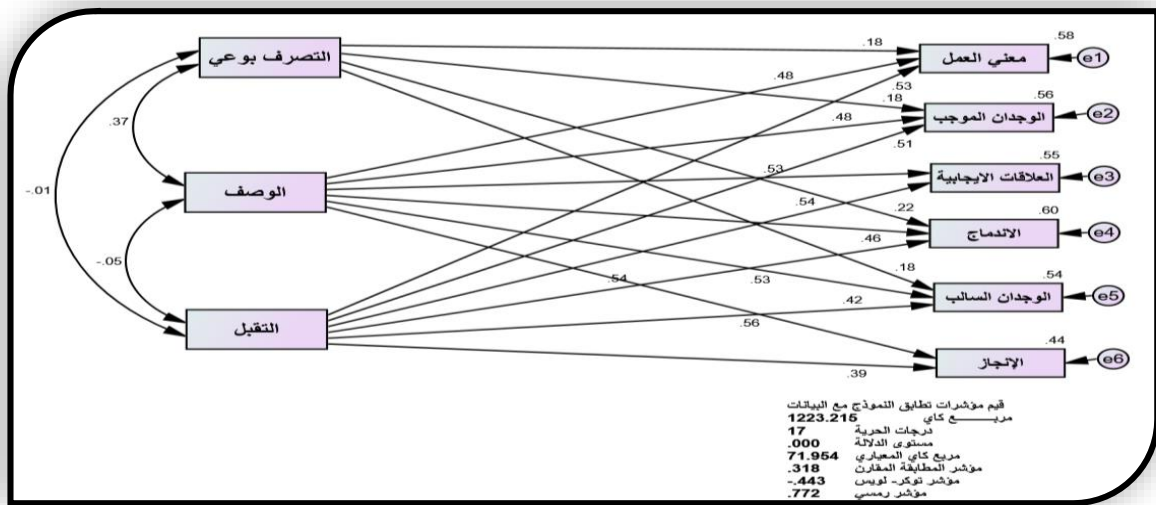 .58
.18
التصرف بوعي
معني العمل
e1
.48
.53
.56
.18
الوجدان الموجب
e2
.37
.48
.51
.55
.53
العلاقات الايجابية
e3
-.01
الوصف
.54
.22
.60
الاندماج
e4
.46
-.05
.54
.53
.18
.54
الوجدان السالب
e5
.42
التقبل
.56
.44
الإنجاز
e6
.39
قيم مؤشرات تطابق النموذج مع البيانات
مربـــــــع كاي 1223.215
درجات الحرية 17
مستوى الدلالة .000
مربع كاي المعياري 71.954
مؤشر المطابقة المقارن .318
مؤشر توكر- لويس -.443
مؤشر رمسي .772